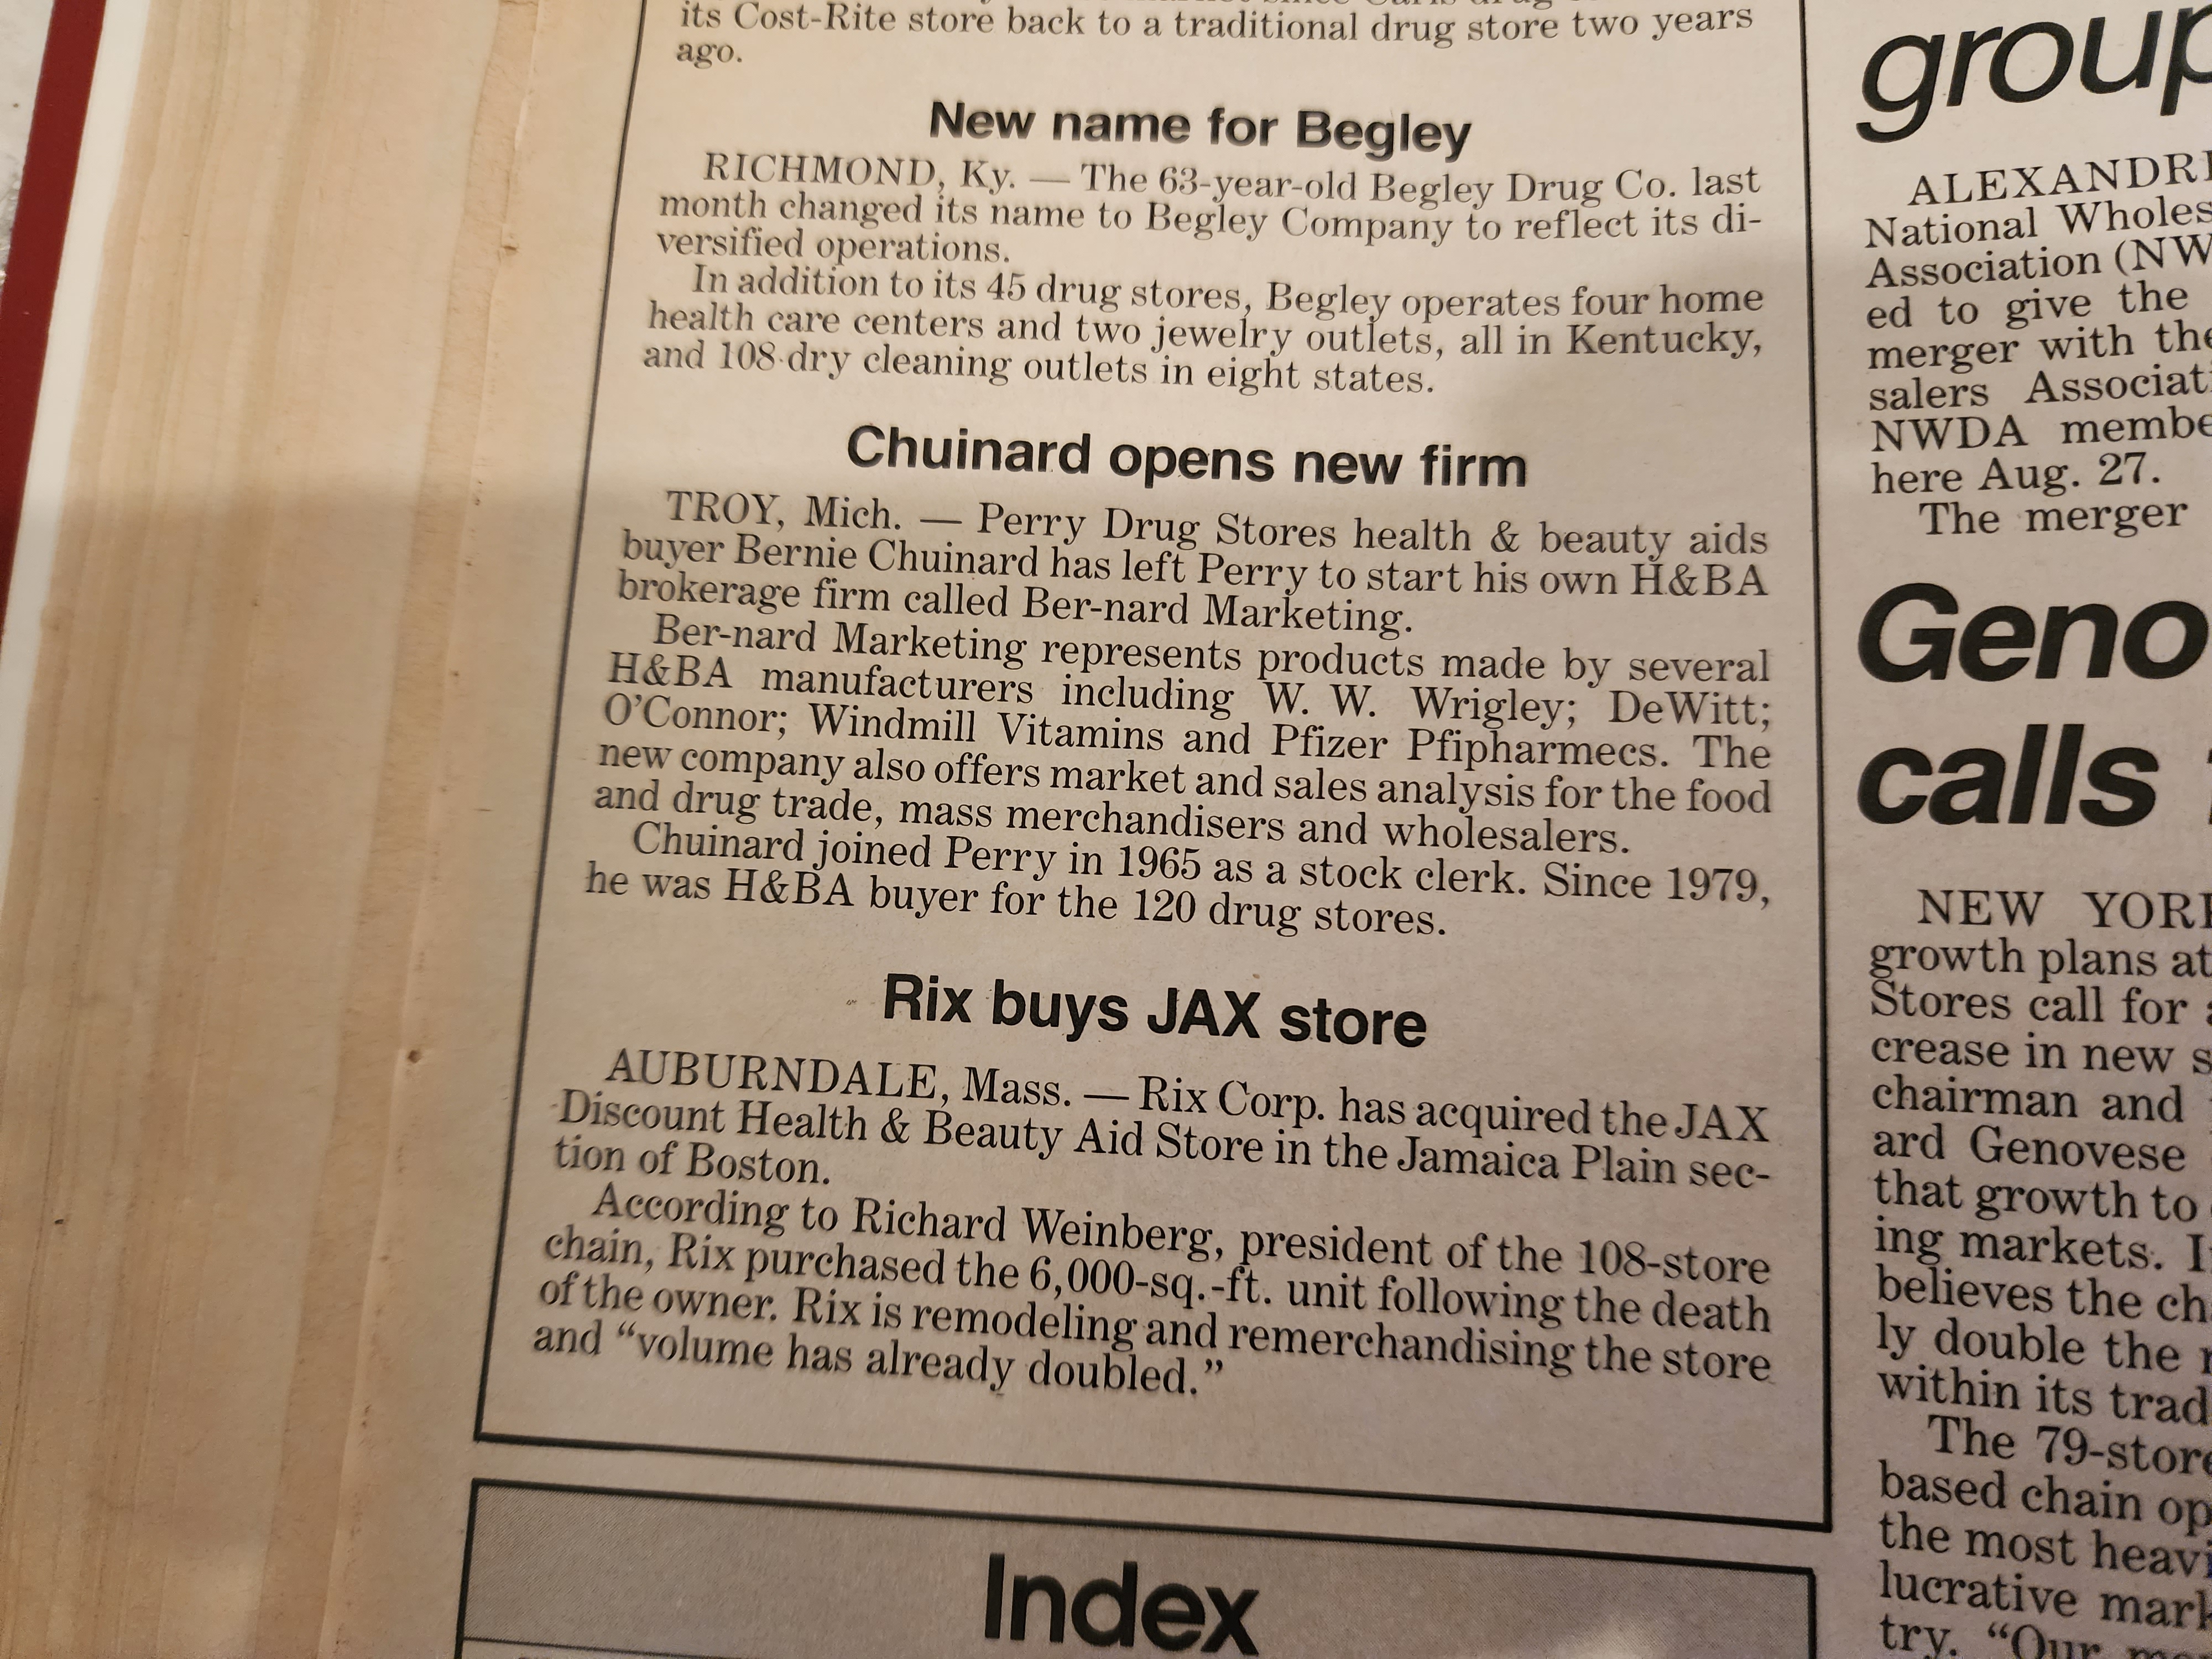 its Cost-Rite store back to a traditional drug store two years
ago.
New name for Begley
RICHMOND, Ky. — The 63-year-old Begley Drug Co. last
month changed its name to Begley Company to reflect its di-
versified operations.
In addition to its 45 drug stores, Begley operates four home
health care centers and two jewelry outlets, all in Kentucky,
and 108 dry cleaning outlets in eight states.
Chuinard opens new firm
TROY, Mich. — Perry Drug Stores health & beauty aids
buyer Bernie Chuinard has left Perry to start his own H&BA
brokerage firm called Ber-nard Marketing.
Ber-nard Marketing represents products made by several
H&BA manufacturers including W. W. Wrigley; DeWitt;
O'Connor; Windmill Vitamins and Pfizer Pfipharmecs. The
new company also offers market and sales analysis for the food
and drug trade, mass merchandisers and wholesalers.
Chuinard joined Perry in 1965 as a stock clerk. Since 1979,
he was H&BA buyer for the 120 drug stores.
Rix buys JAX store
AUBURNDALE, Mass. — Rix Corp. has acquired the JAX
Discount Health & Beauty Aid Store in the Jamaica Plain sec-
tion of Boston.
According to Richard Weinberg, president of the 108-store
chain, Rix purchased the 6,000-sq.-ft. unit following the death
of the owner. Rix is remodeling and remerchandising the store
and “volume has already doubled.”
Index
group
ALEXANDRI
National Wholes
Association (NW
ed to give the
merger with the
salers Associati
NWDA membe
here Aug. 27.
The merger
Geno
calls
NEW YORK
growth plans at
Stores call for a
crease in new s
chairman and
ard Genovese
that growth to
ing markets. I
believes the ch
ly double the
within its trad
The 79-store
based chain op
the most heavi
lucrative mark
try. “Our